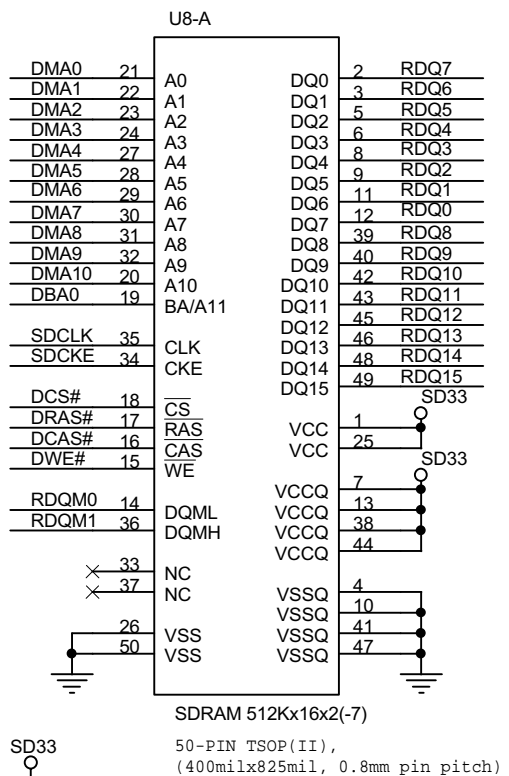 U8-A
DMA0 21 A0 DQ0 2 RDQ7
DMA1 22 A1 DQ1 3 RDQ6
DMA2 23 A2 DQ2 5 RDQ5
DMA3 24 A3 DQ3 6 RDQ4
DMA4 27 A4 DQ4 8 RDQ3
DMA5 28 A5 DQ5 9 RDQ2
DMA6 29 A6 DQ6 11 RDQ1
DMA7 30 A7 DQ7 12 RDQ0
DMA8 31 A8 DQ8 39 RDQ8
DMA9 32 A9 DQ9 40 RDQ9
DMA10 20 A10 DQ10 42 RDQ10
DBA0 19 BA/A11 DQ11 43 RDQ11
DQ12 45 RDQ12
SDCLK 35 CLK DQ13 46 RDQ13
SDCKE 34 CKE DQ14 48 RDQ14
DQ15 49 RDQ15
SD33
DCS# 18 CS
DRAS# 17 RAS VCC 1
DCAS# 16 CAS VCC 25
DWE# 15 WE
SD33
VCCQ 7
RDQM0 14 DQML VCCQ 13
RDQM1 36 DQMH VCCQ 38
VCCQ 44
33 NC
37 NC VSSQ 4
VSSQ 10
26 VSS VSSQ 41
50 VSS VSSQ 47
SDRAM 512Kx16x2(-7)
SD33
50-PIN TSOP(II),
(400milx825mil, 0.8mm pin pitch)